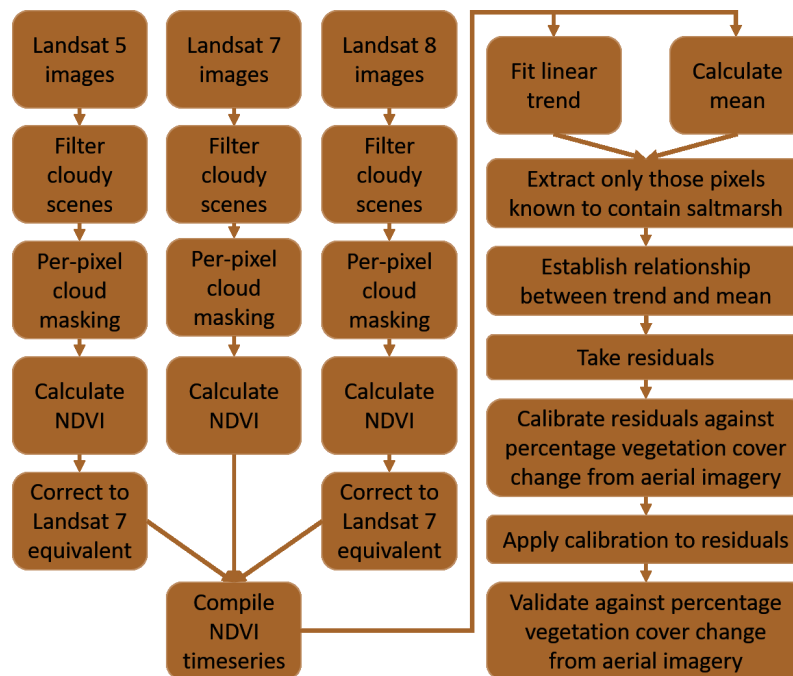 Landsat 5
images
Filter
cloudy
scenes
Per-pixel
cloud
masking
Calculate
NDVI
Correct to
Landsat 7
equivalent
Landsat 7
images
Filter
cloudy
scenes
Per-pixel
cloud
masking
Calculate
NDVI
Landsat 8
images
Filter
cloudy
scenes
Per-pixel
cloud
masking
Calculate
NDVI
Correct to
Landsat 7
equivalent
Compile
NDVI
timeseries
Fit linear
trend
Calculate
mean
Extract only those pixels
known to contain saltmarsh
Establish relationship
between trend and mean
Take residuals
Calibrate residuals against
percentage vegetation cover
change from aerial imagery
Apply calibration to residuals
Validate against percentage
vegetation cover change
from aerial imagery